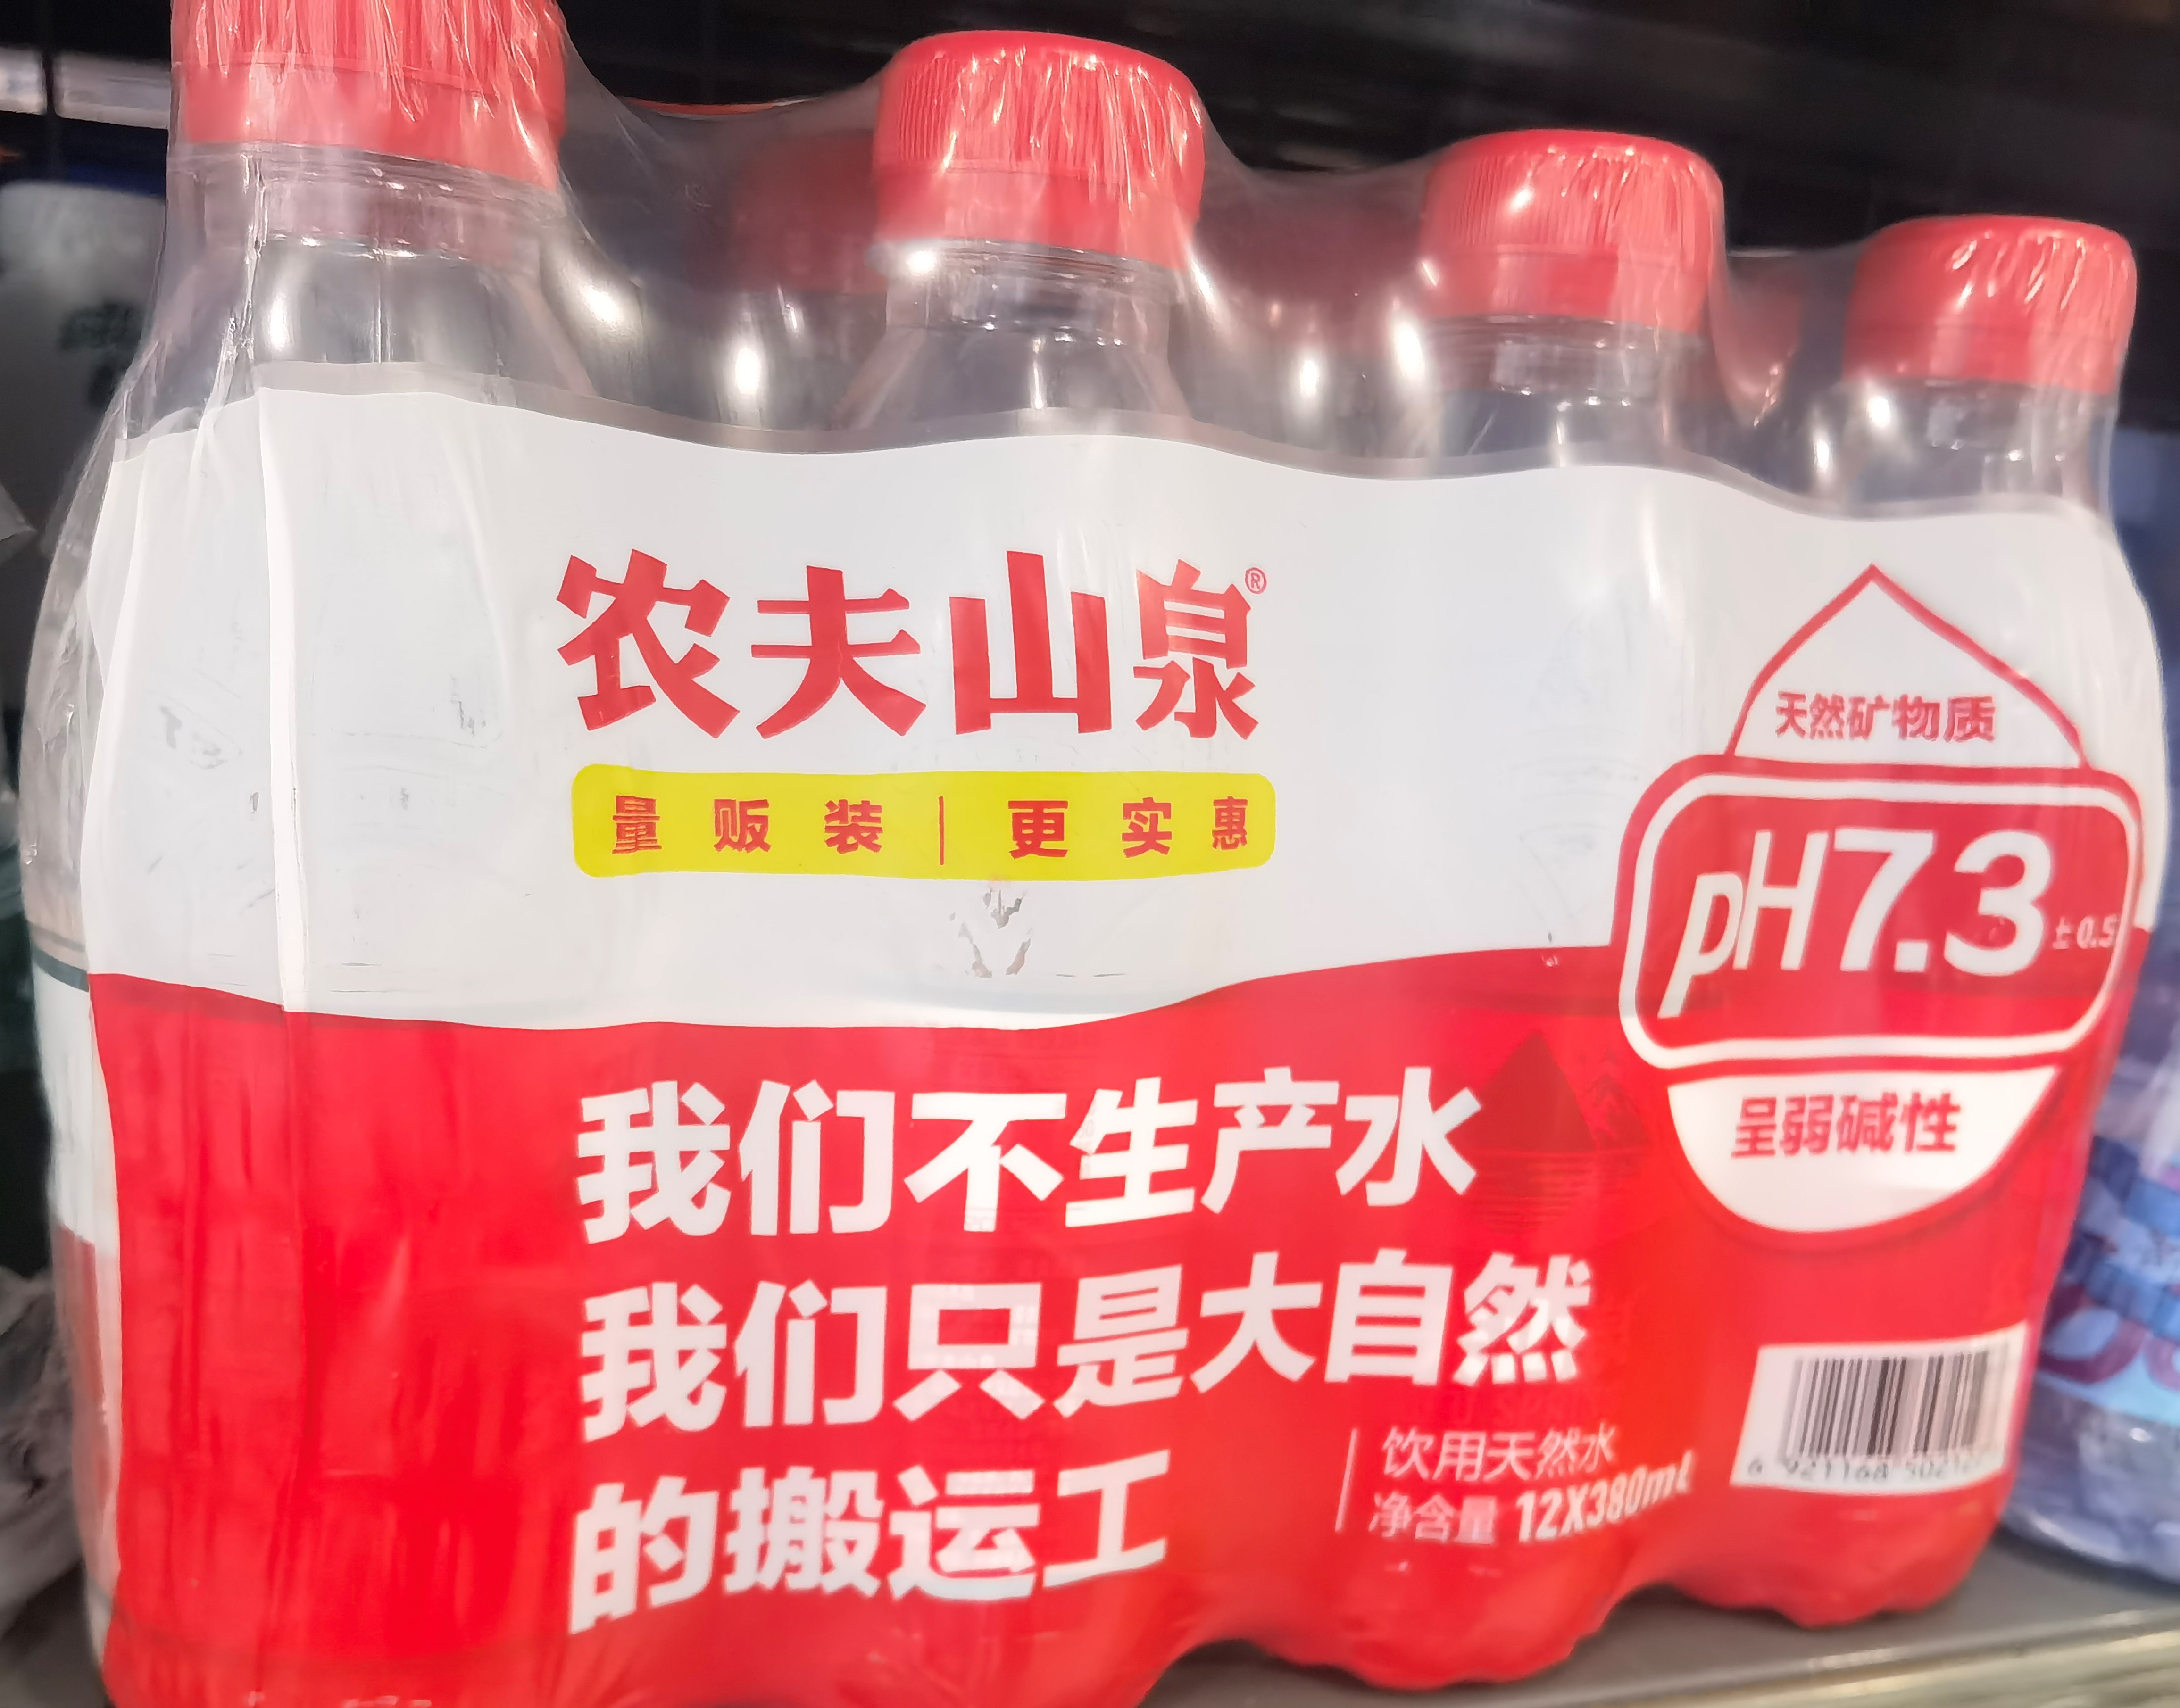 农夫山泉®
量贩装|更实惠
天然矿物质
pH7.3±0.5
呈弱碱性
我们不生产水
我们只是大自然
的搬运工
饮用天然水
净含量 12X380ml
6 921168